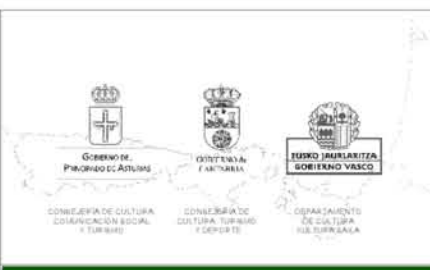 GOBIERNO DEL
PRINCIPADO DE ASTURIAS
CONSEJERÍA DE CULTURA
COMUNICACIÓN SOCIAL
Y TURISMO
GOBIERNO de
CANTABRIA
CONSEJERÍA DE
CULTURA, TURISMO
Y DEPORTE
EUSKO JAURLARITZA
GOBIERNO VASCO
DEPARTAMENTO
DE CULTURA
KULTURA SAILA